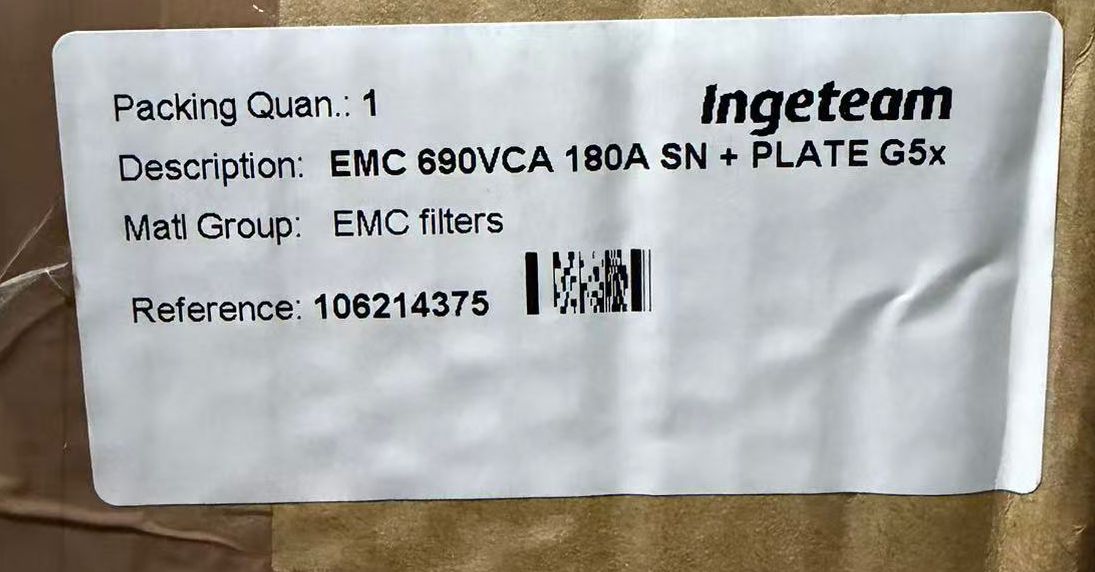 Packing Quan.: 1
Ingeteam
Description: EMC 690VCA 180A SN + PLATE G5x
Matl Group: EMC filters
Reference: 106214375